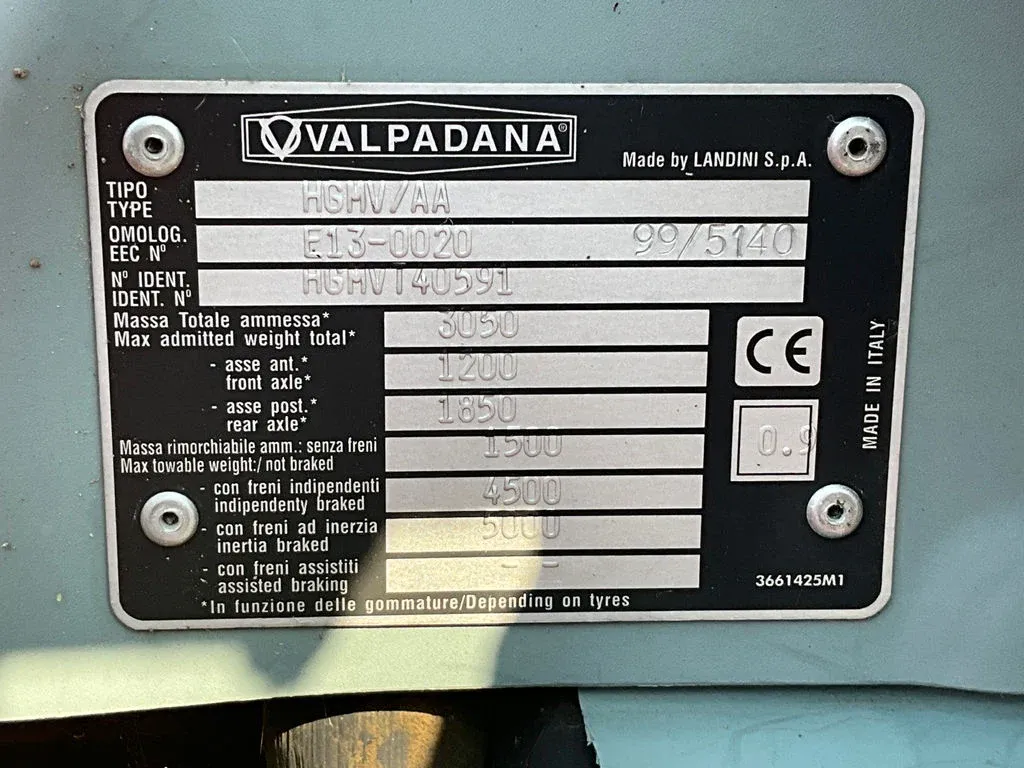 VALPADANA®
Made by LANDINI S.p.A.
TIPO
TYPE
HGHV/AA
OMOLOG.
EEC Nº
E13-0020 99/5140
Nº IDENT.
IDENT. Nº
HGHVT40591
Massa Totale ammessa*
Max admitted weight total*
3050
- asse ant.*
front axle*
1200
- asse post.*
rear axle*
1850
Massa rimorchiabile amm.: senza freni
Max towable weight:/ not braked
1500
- con freni indipendenti
indipendenty braked
4500
- con freni ad inerzia
inertia braked
5000
- con freni assistiti
assisted braking
- -
*In funzione delle gommature/Depending on tyres
CE
0.9
MADE IN ITALY
3661425M1